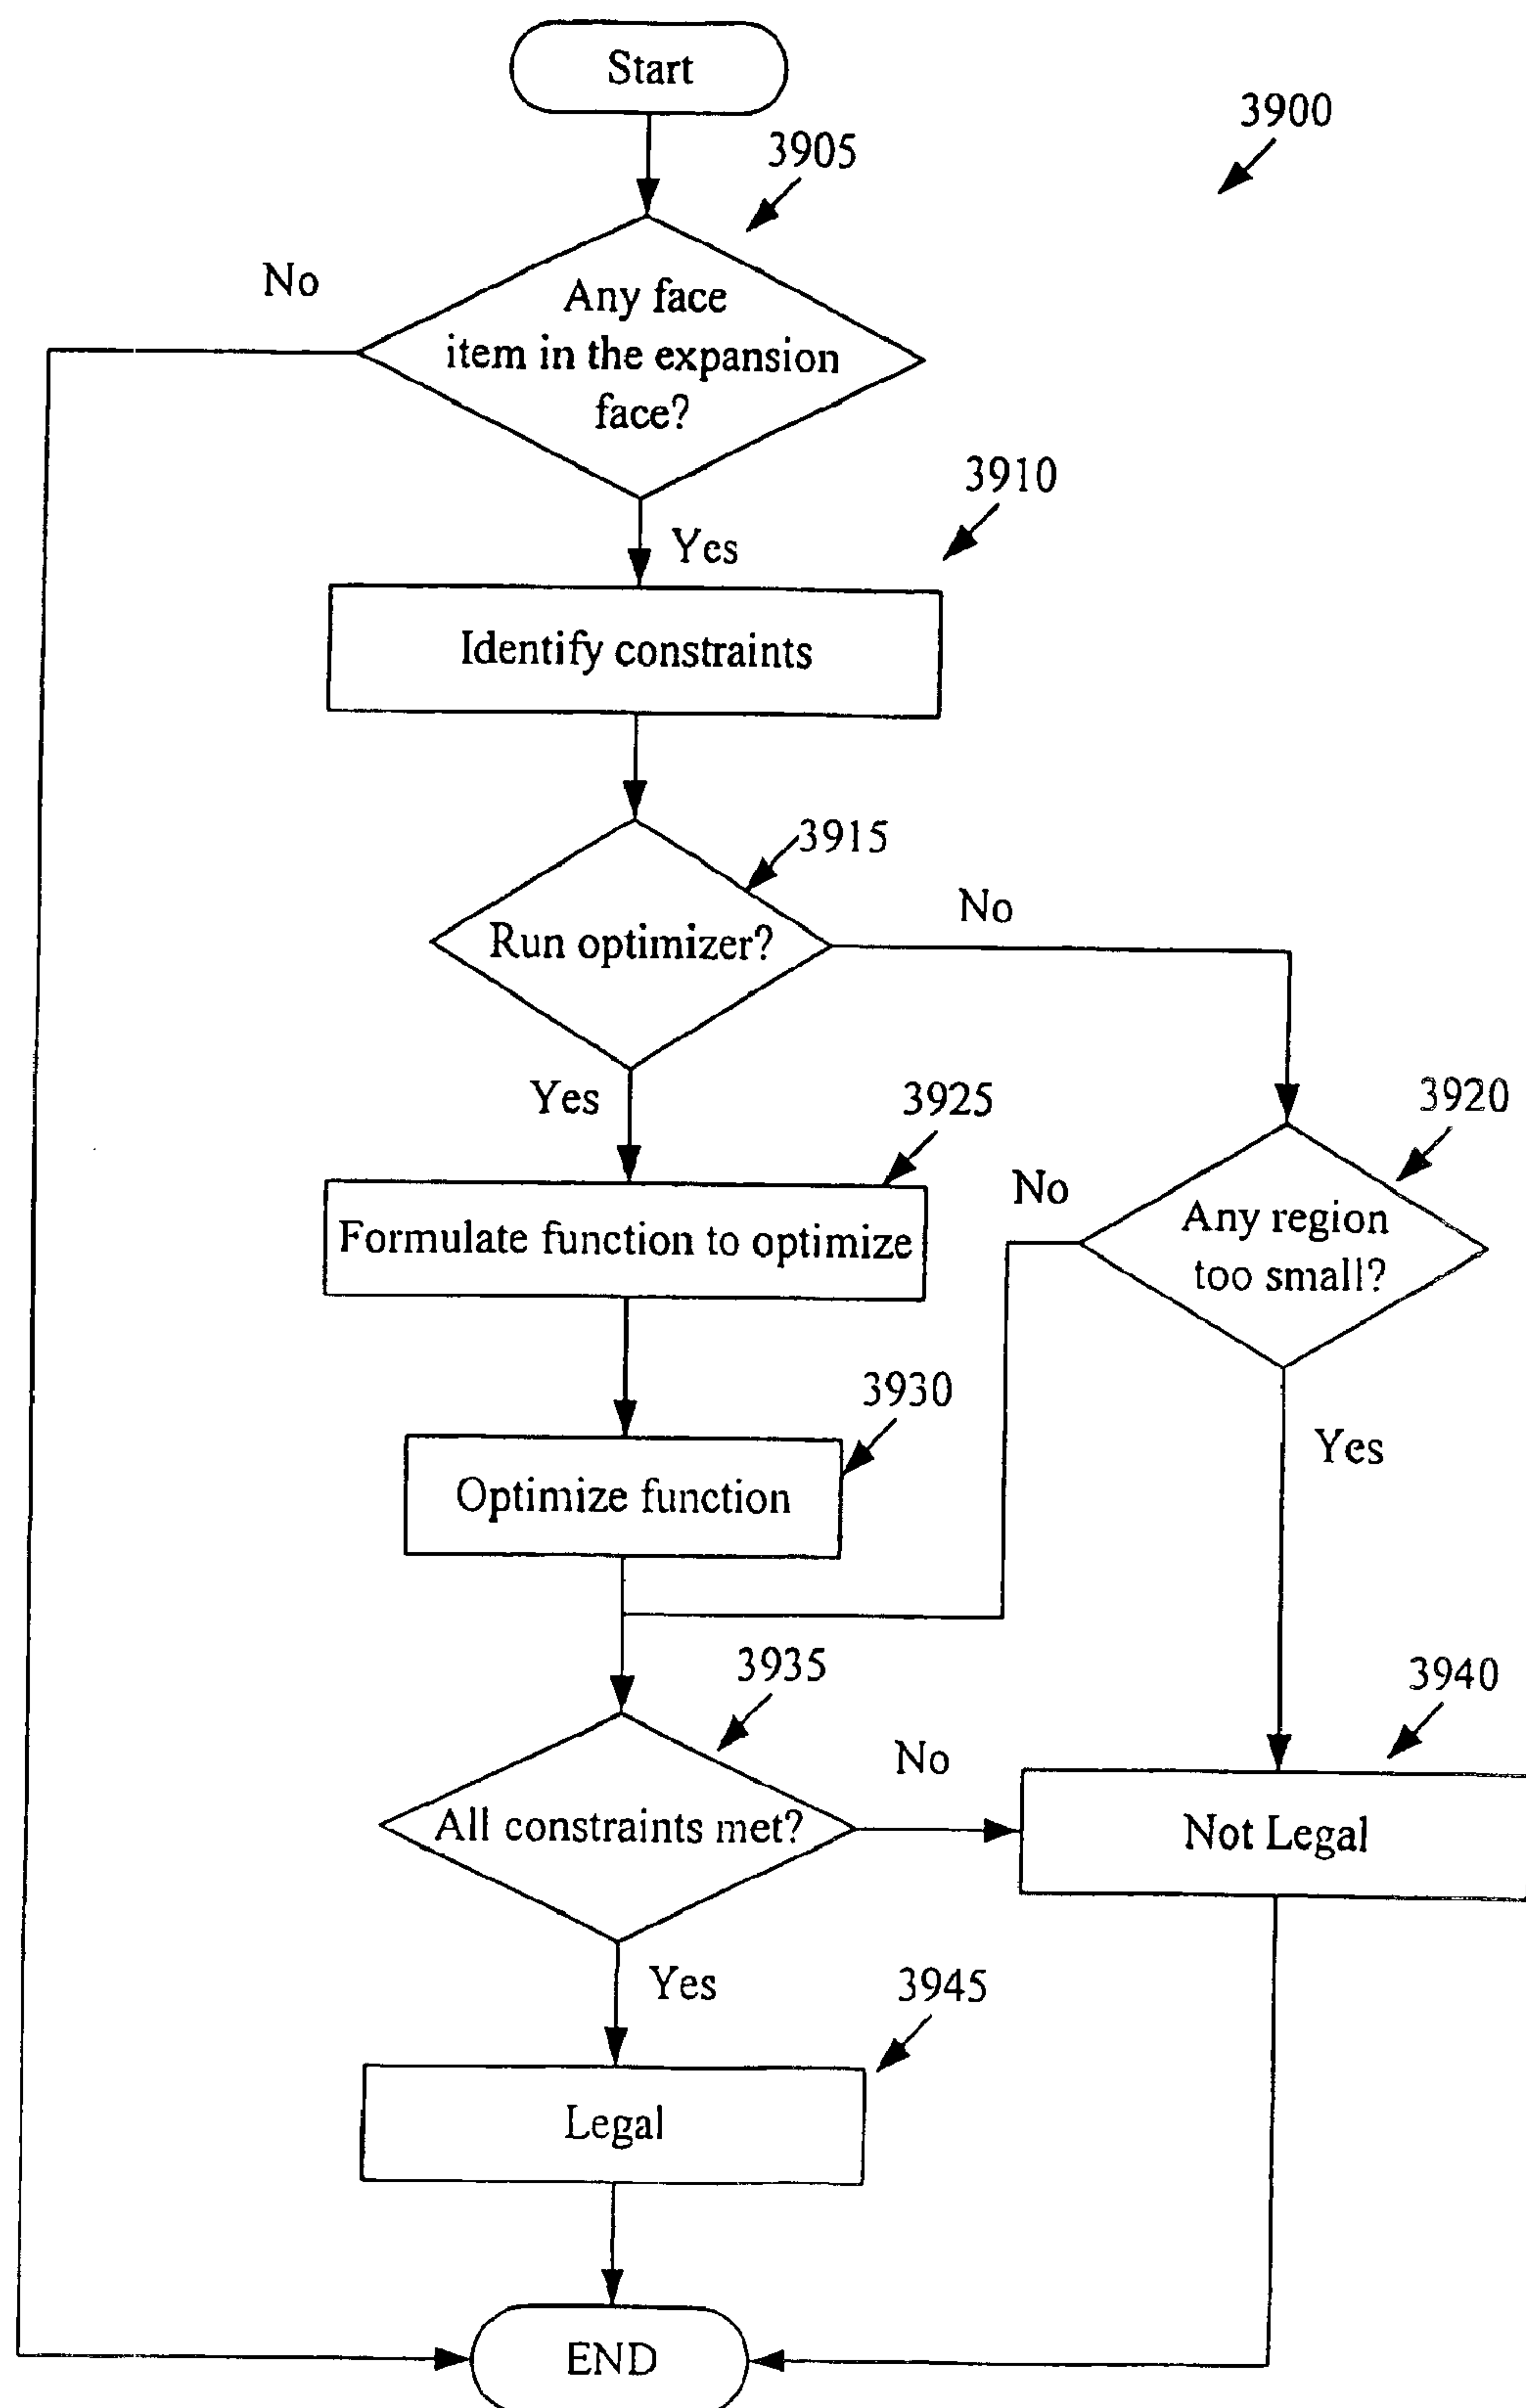 Start
3900
3905
No
Any face
item in the expansion
face?
3910
Yes
Identify constraints
3915
No
Run optimizer?
Yes
3925
3920
No
Any region
too small?
Formulate function to optimize
3930
Yes
Optimize function
3935
3940
No
All constraints met?
Not Legal
Yes
3945
Legal
END